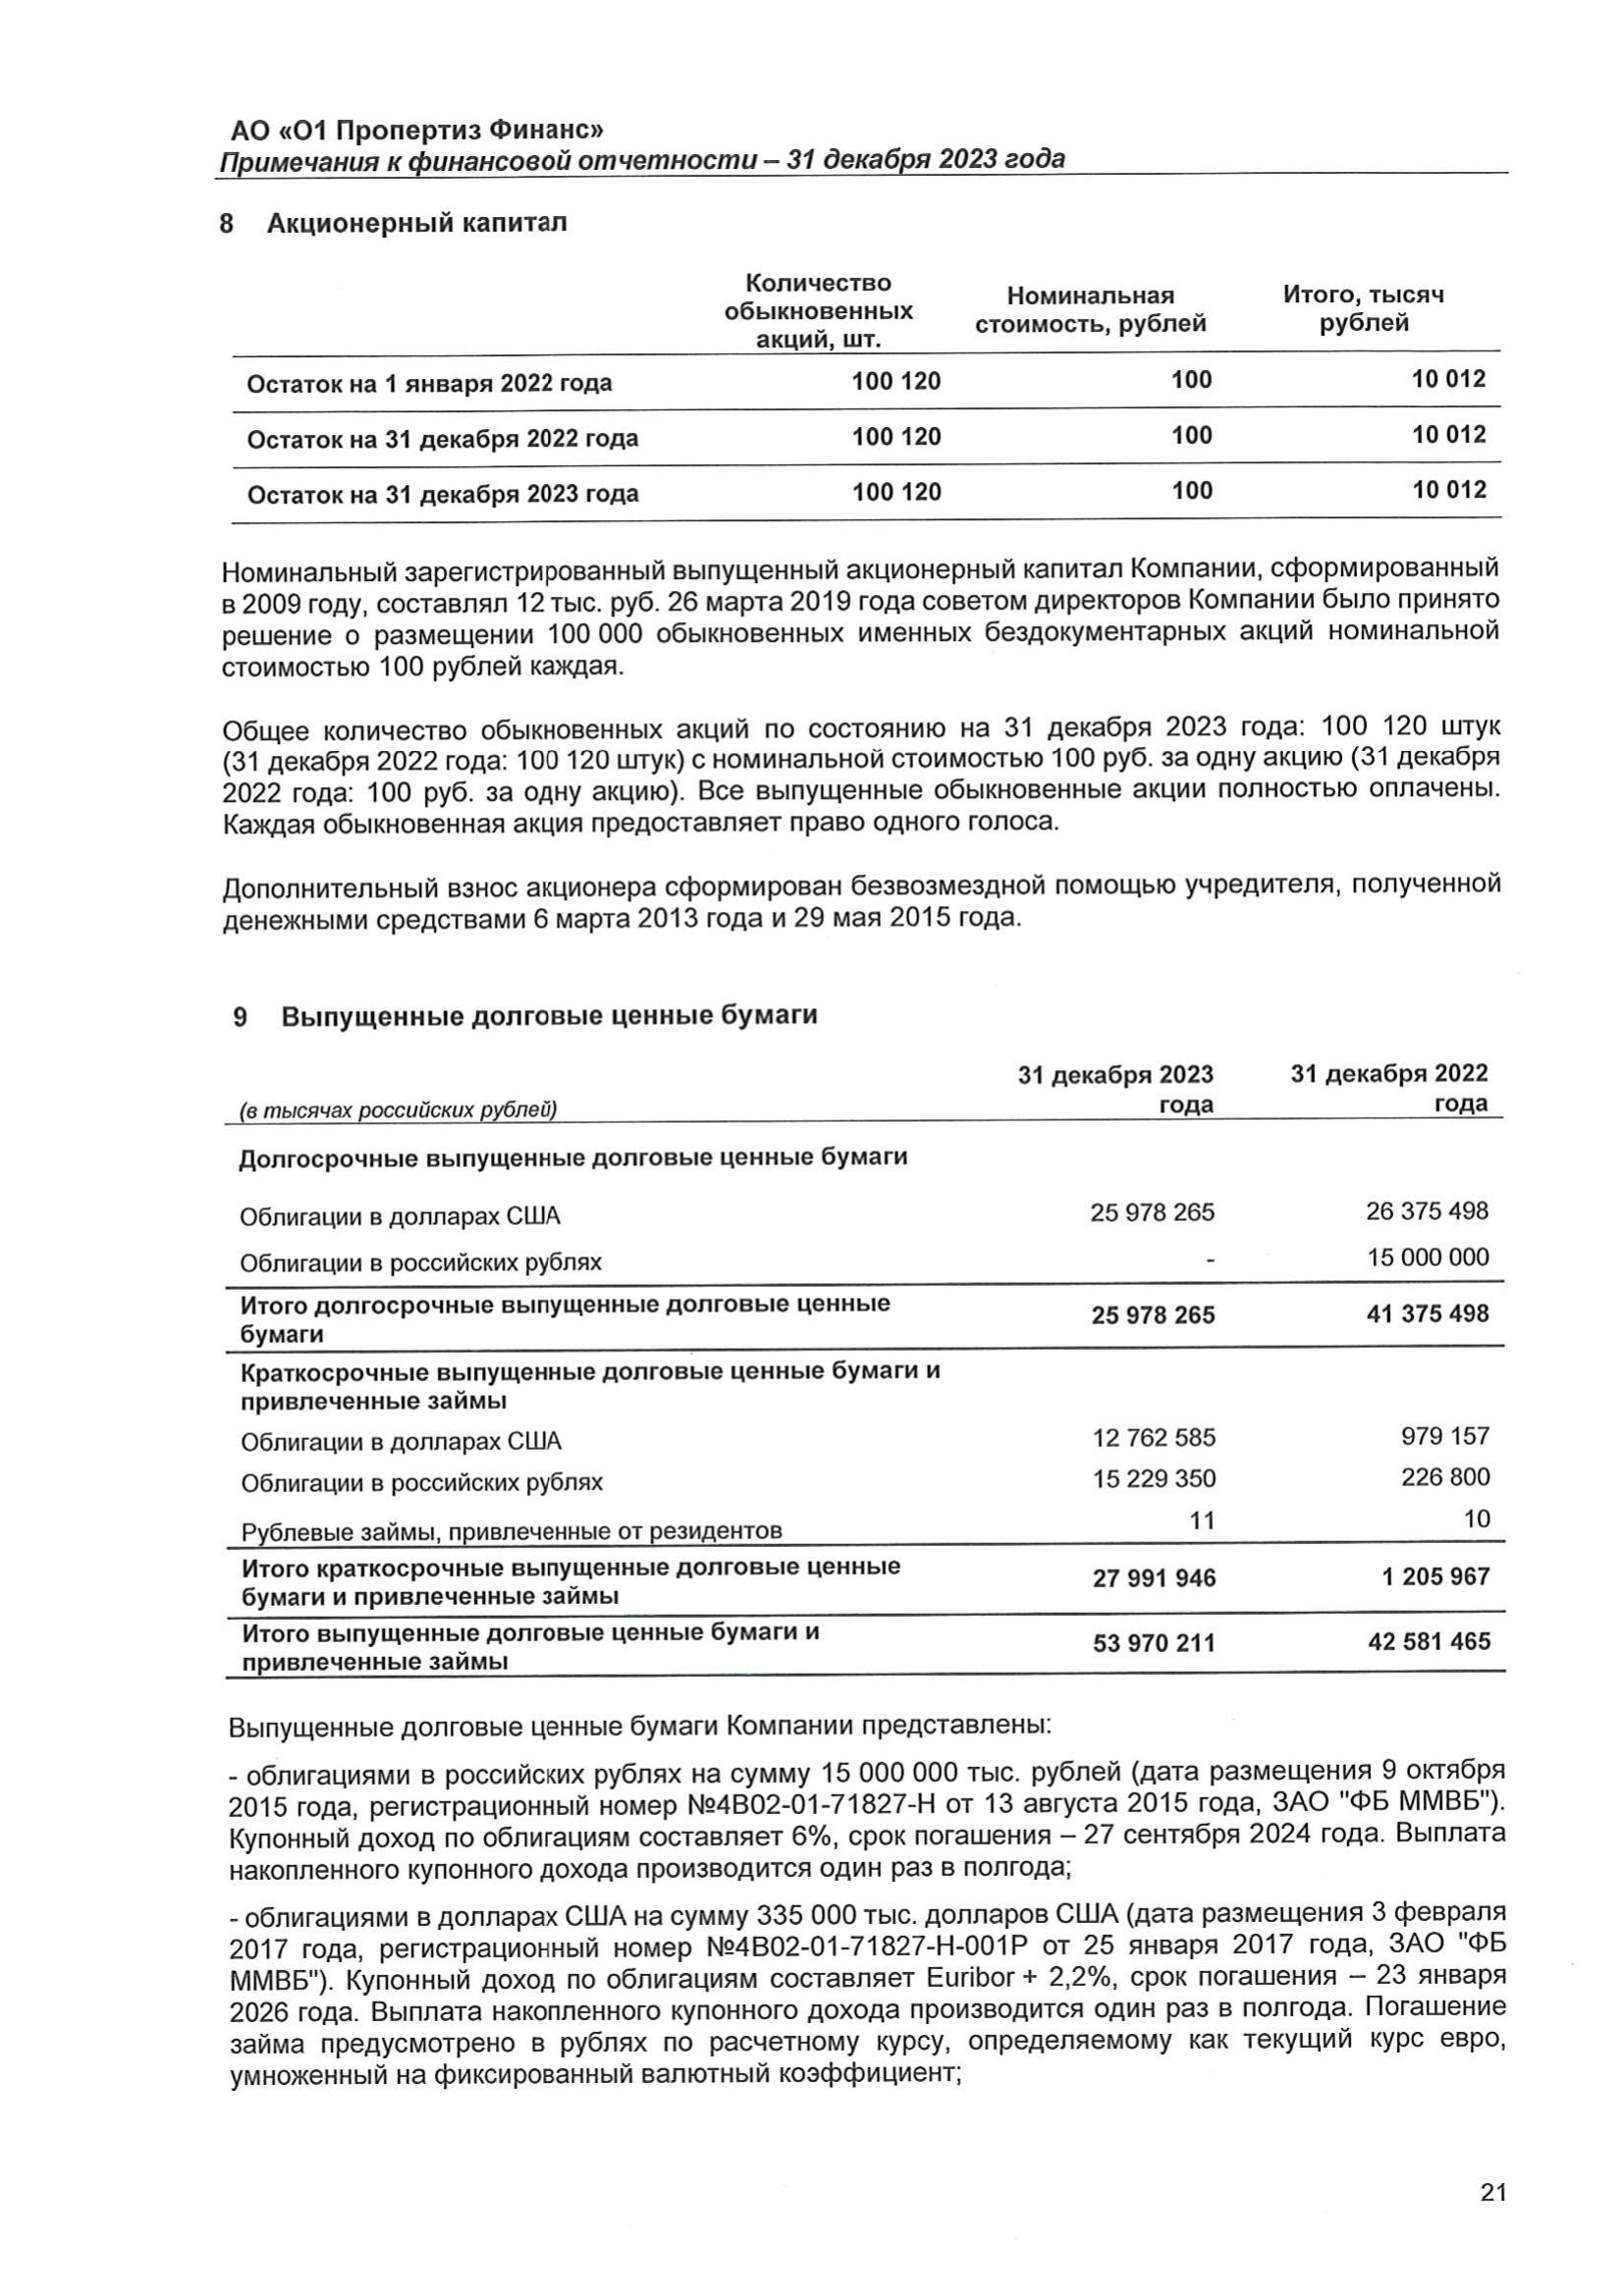 АО «О1 Пропертиз Финанс»
Примечания к финансовой отчетности – 31 декабря 2023 года
8 Акционерный капитал
Количество обыкновенных акций, шт. Номинальная стоимость, рублей Итого, тысяч рублей
Остаток на 1 января 2022 года 100 120 100 10 012
Остаток на 31 декабря 2022 года 100 120 100 10 012
Остаток на 31 декабря 2023 года 100 120 100 10 012
Номинальный зарегистрированный выпущенный акционерный капитал Компании, сформированный
в 2009 году, составлял 12 тыс. руб. 26 марта 2019 года советом директоров Компании было принято
решение о размещении 100 000 обыкновенных именных бездокументарных акций номинальной
стоимостью 100 рублей каждая.
Общее количество обыкновенных акций по состоянию на 31 декабря 2023 года: 100 120 штук
(31 декабря 2022 года: 100 120 штук) с номинальной стоимостью 100 руб. за одну акцию (31 декабря
2022 года: 100 руб. за одну акцию). Все выпущенные обыкновенные акции полностью оплачены.
Каждая обыкновенная акция предоставляет право одного голоса.
Дополнительный взнос акционера сформирован безвозмездной помощью учредителя, полученной
денежными средствами 6 марта 2013 года и 29 мая 2015 года.
9 Выпущенные долговые ценные бумаги
31 декабря 2023 31 декабря 2022
(в тысячах российских рублей) года года
Долгосрочные выпущенные долговые ценные бумаги
Облигации в долларах США 25 978 265 26 375 498
Облигации в российских рублях - 15 000 000
Итого долгосрочные выпущенные долговые ценные
бумаги 25 978 265 41 375 498
Краткосрочные выпущенные долговые ценные бумаги и
привлеченные займы
Облигации в долларах США 12 762 585 979 157
Облигации в российских рублях 15 229 350 226 800
Рублевые займы, привлеченные от резидентов 11 10
Итого краткосрочные выпущенные долговые ценные
бумаги и привлеченные займы 27 991 946 1 205 967
Итого выпущенные долговые ценные бумаги и
привлеченные займы 53 970 211 42 581 465
Выпущенные долговые ценные бумаги Компании представлены:
- облигациями в российских рублях на сумму 15 000 000 тыс. рублей (дата размещения 9 октября
2015 года, регистрационный номер №4В02-01-71827-Н от 13 августа 2015 года, ЗАО "ФБ ММВБ").
Купонный доход по облигациям составляет 6%, срок погашения – 27 сентября 2024 года. Выплата
накопленного купонного дохода производится один раз в полгода;
- облигациями в долларах США на сумму 335 000 тыс. долларов США (дата размещения 3 февраля
2017 года, регистрационный номер №4В02-01-71827-Н-001Р от 25 января 2017 года, ЗАО "ФБ
ММВБ"). Купонный доход по облигациям составляет Euribor + 2,2%, срок погашения – 23 января
2026 года. Выплата накопленного купонного дохода производится один раз в полгода. Погашение
займа предусмотрено в рублях по расчетному курсу, определяемому как текущий курс евро,
умноженный на фиксированный валютный коэффициент;
21